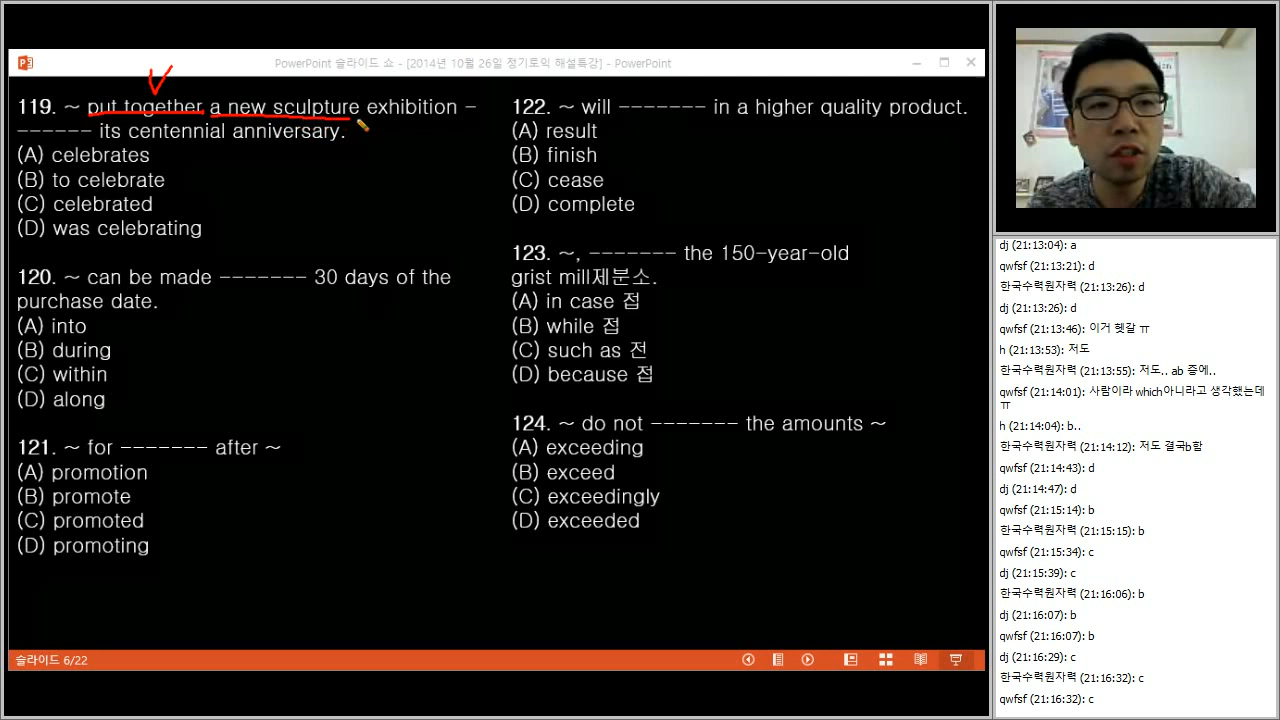 PowerPoint 슬라이드 쇼 - [2014년 10월 26일 정기토익 해설특강] - PowerPoint
119. ~ put together a new sculpture exhibition -
------ its centennial anniversary.
(A) celebrates
(B) to celebrate
(C) celebrated
(D) was celebrating
120. ~ can be made ------- 30 days of the
purchase date.
(A) into
(B) during
(C) within
(D) along
121. ~ for ------- after ~
(A) promotion
(B) promote
(C) promoted
(D) promoting
122. ~ will ------- in a higher quality product.
(A) result
(B) finish
(C) cease
(D) complete
123. ~, ------- the 150-year-old
grist mill제분소.
(A) in case 접
(B) while 접
(C) such as 전
(D) because 접
124. ~ do not ------- the amounts ~
(A) exceeding
(B) exceed
(C) exceedingly
(D) exceeded
슬라이드 6/22
dj (21:13:04): a
qwfsf (21:13:21): d
한국수력원자력 (21:13:26): d
dj (21:13:26): d
qwfsf (21:13:46): 이거 헷갈 ㅠ
h (21:13:53): 저도
한국수력원자력 (21:13:55): 저도.. ab 중에..
qwfsf (21:14:01): 사람이라 which아니라고 생각했는데
ㅠ
h (21:14:04): b..
한국수력원자력 (21:14:12): 저도 결국b함
qwfsf (21:14:43): d
dj (21:14:47): d
qwfsf (21:15:14): b
한국수력원자력 (21:15:15): b
qwfsf (21:15:34): c
dj (21:15:39): c
한국수력원자력 (21:16:06): b
dj (21:16:07): b
qwfsf (21:16:07): b
dj (21:16:29): c
한국수력원자력 (21:16:32): c
qwfsf (21:16:32): c